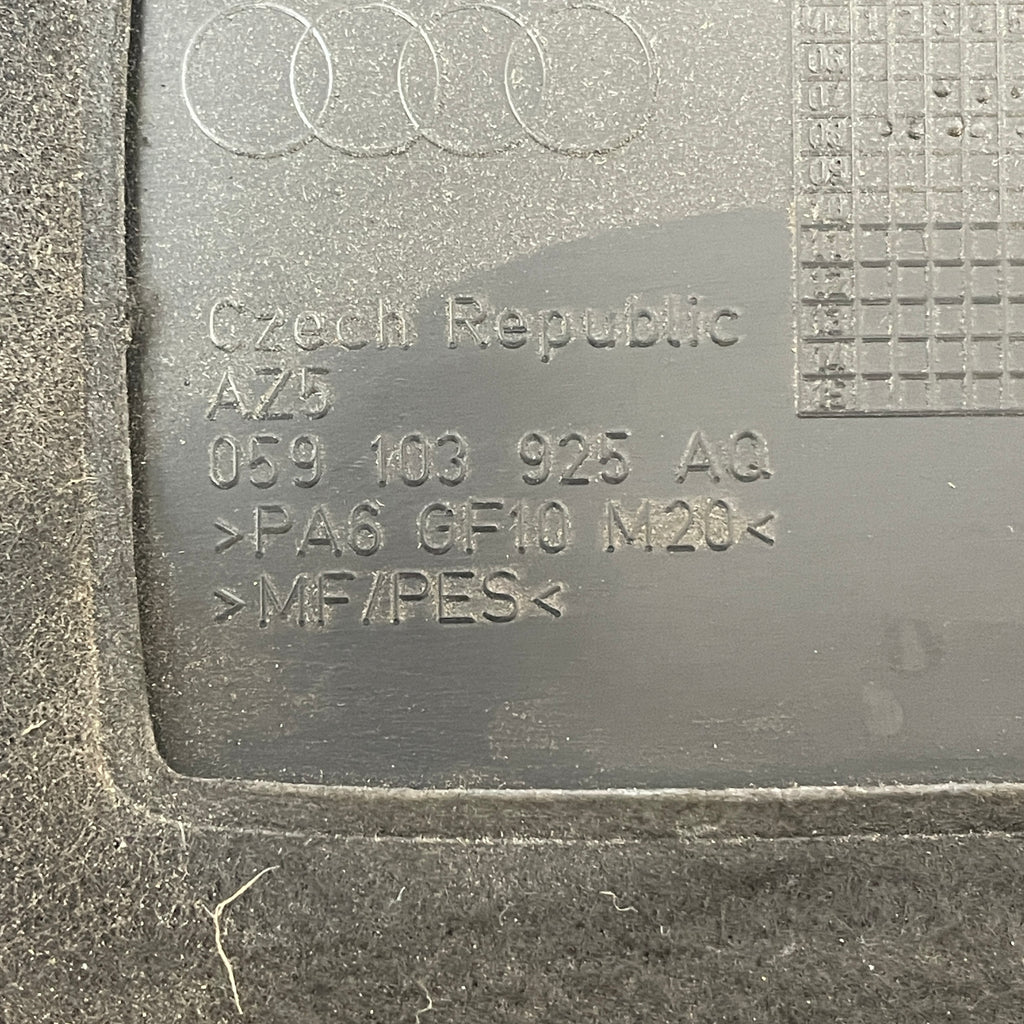 Czech Republic
AZ5
059 103 925 AQ
>PA6 GF10 M20<
>MF/PES<